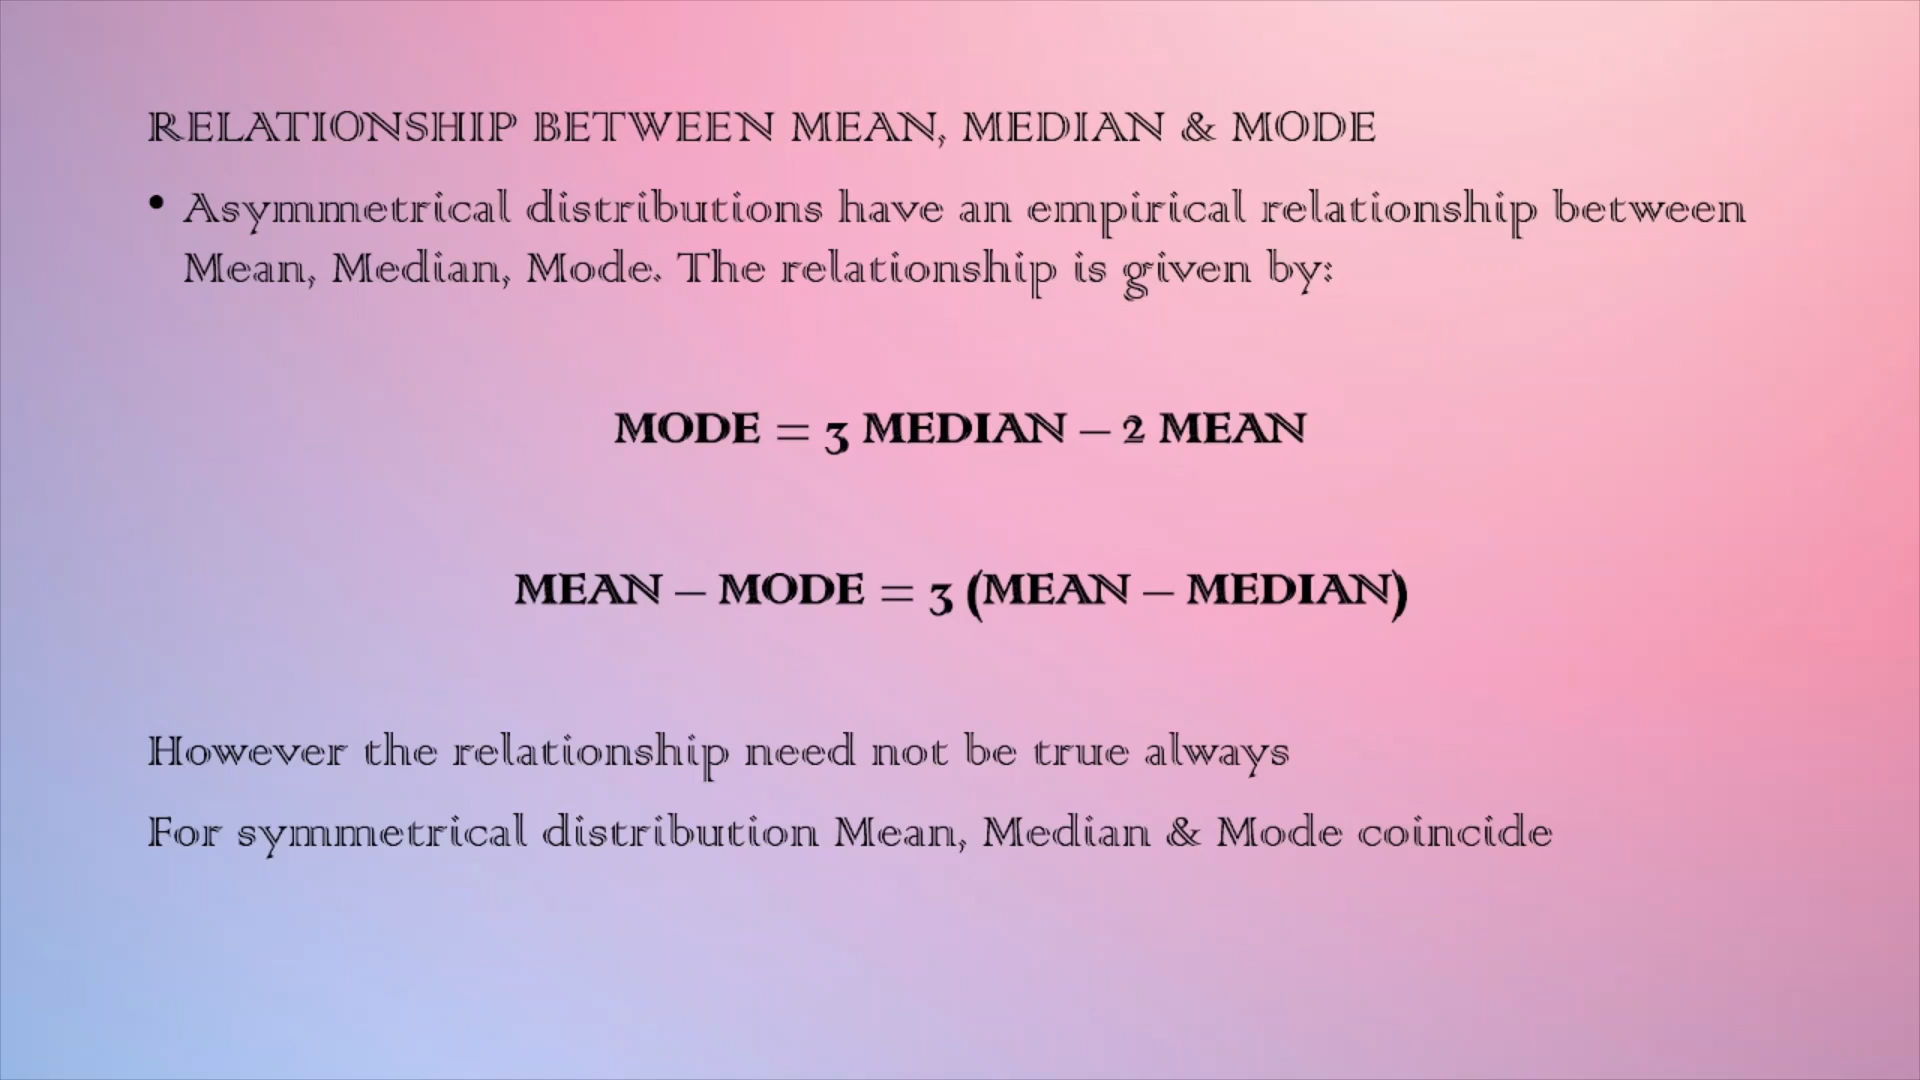 RELATIONSHIP BETWEEN MEAN, MEDIAN & MODE
• Asymmetrical distributions have an empirical relationship between
Mean, Median, Mode. The relationship is given by:
MODE = 3 MEDIAN – 2 MEAN
MEAN – MODE = 3 (MEAN – MEDIAN)
However the relationship need not be true always
For symmetrical distribution Mean, Median & Mode coincide